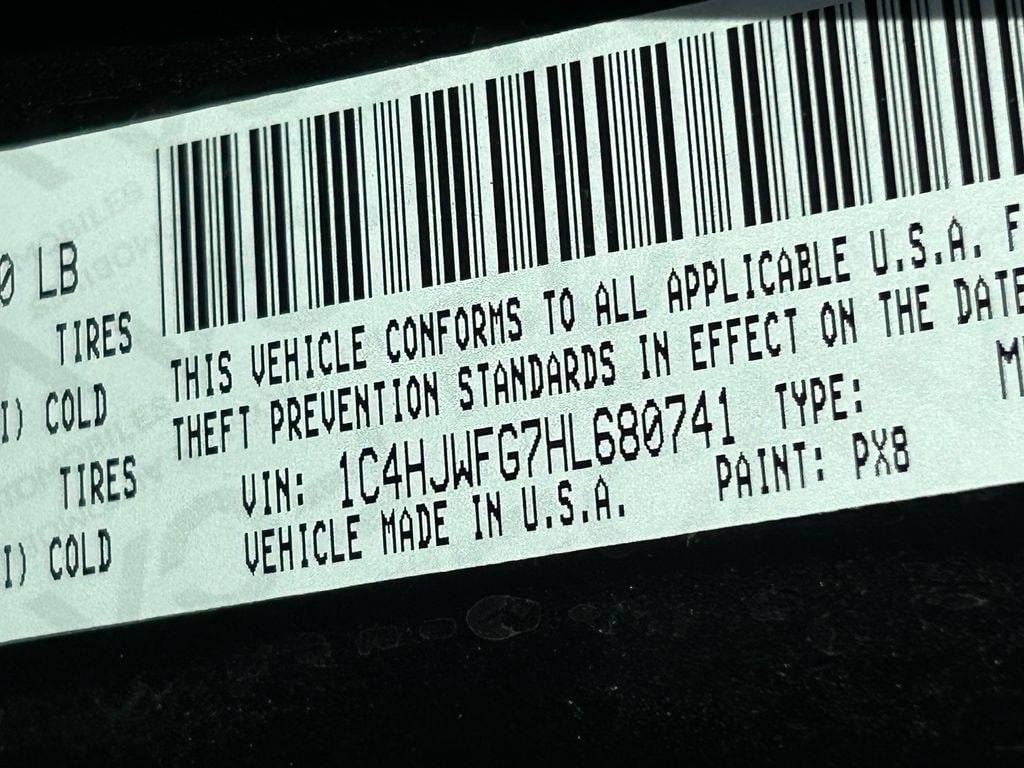 0 LB
TIRES
I) COLD
TIRES
I) COLD
THIS VEHICLE CONFORMS TO ALL APPLICABLE U.S.A. F
THEFT PREVENTION STANDARDS IN EFFECT ON THE DATE
VIN: 1C4HJWFG7HL680741 TYPE: M
VEHICLE MADE IN U.S.A. PAINT: PX8